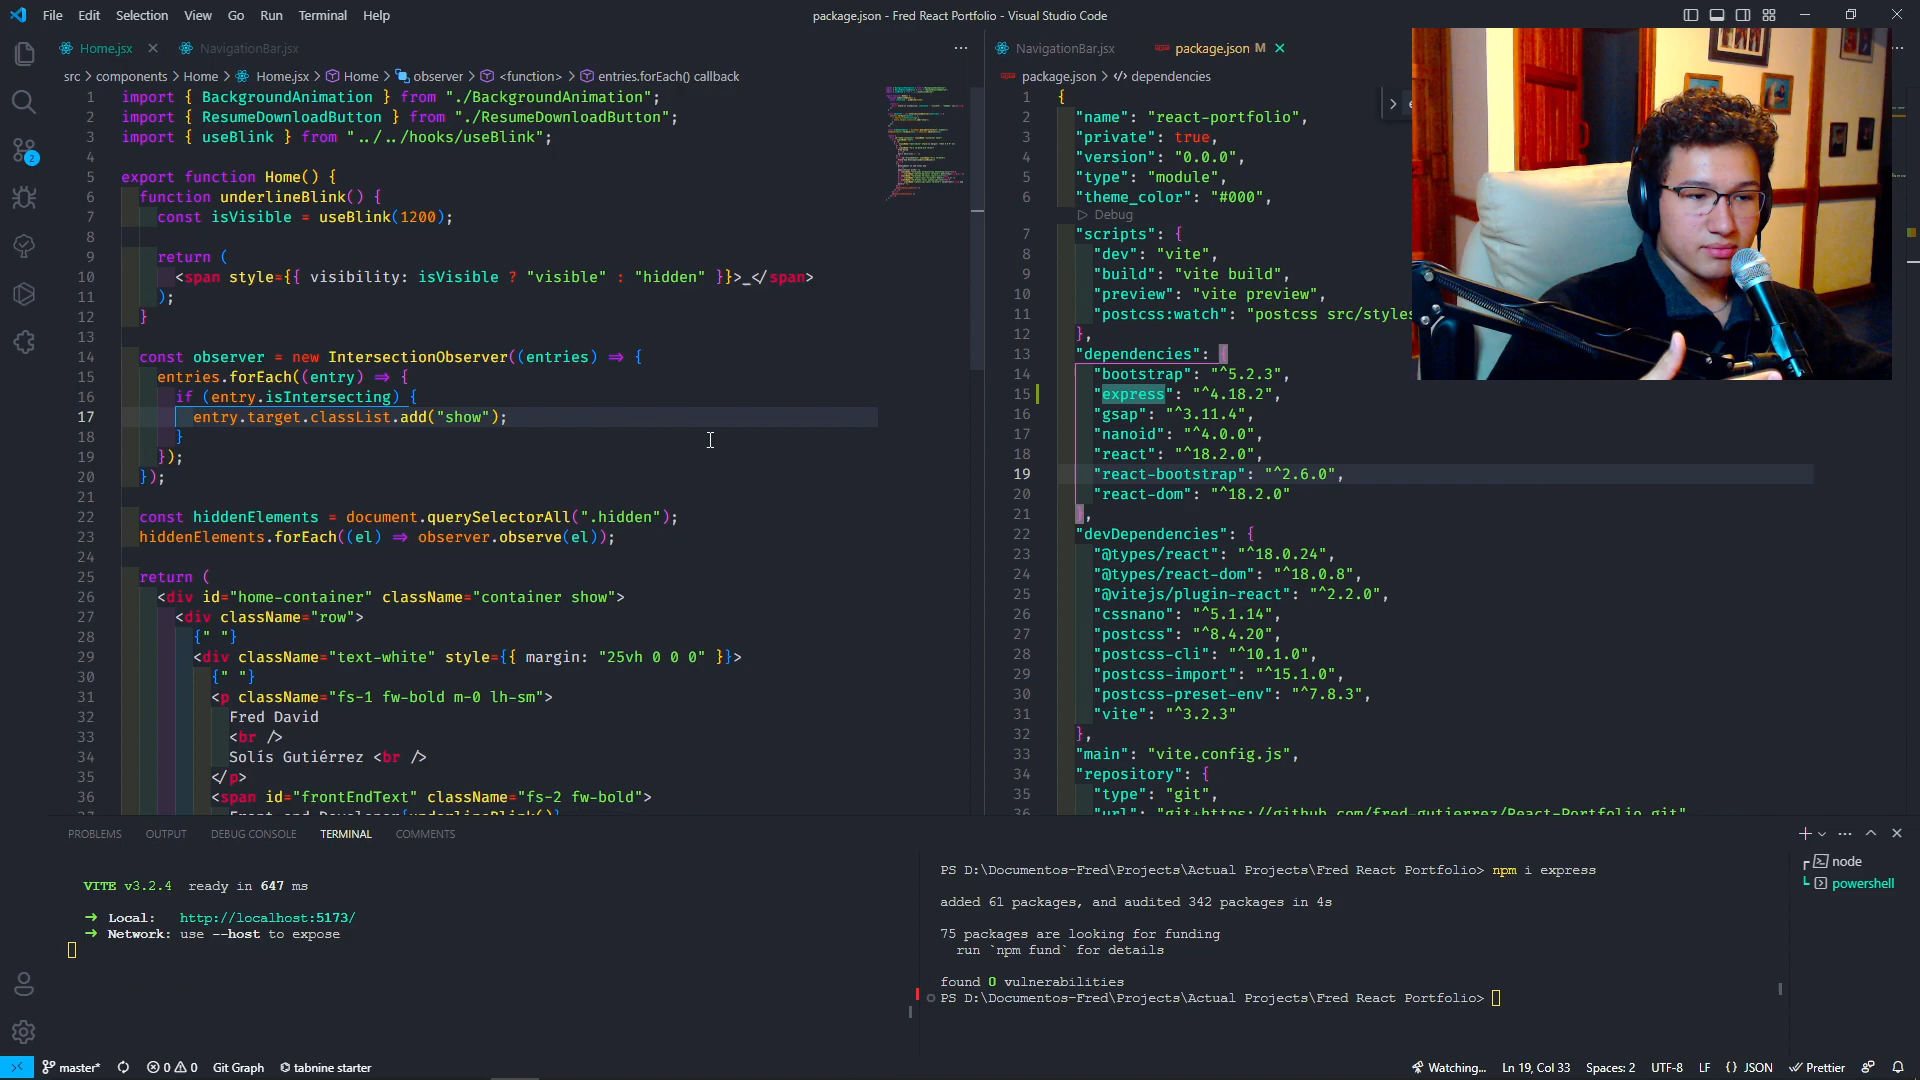 File Edit Selection View Go Run Terminal Help
package.json - Fred React Portfolio - Visual Studio Code
Home.jsx
NavigationBar.jsx
src > components > Home > Home.jsx > Home > observer > <function> > entries.forEach() callback
1 import { BackgroundAnimation } from "./BackgroundAnimation";
2 import { ResumeDownloadButton } from "./ResumeDownloadButton";
3 import { useBlink } from "../../hooks/useBlink";
4
5 export function Home() {
6 function underlineBlink() {
7 const isVisible = useBlink(1200);
8
9 return (
10 <span style={{ visibility: isVisible ? "visible" : "hidden" }}>_</span>
11 );
12 }
13
14 const observer = new IntersectionObserver((entries) => {
15 entries.forEach((entry) => {
16 if (entry.isIntersecting) {
17 entry.target.classList.add("show");
18 }
19 });
20 });
21
22 const hiddenElements = document.querySelectorAll(".hidden");
23 hiddenElements.forEach((el) => observer.observe(el));
24
25 return (
26 <div id="home-container" className="container show">
27 <div className="row">
28 {" "}
29 <div className="text-white" style={{ margin: "25vh 0 0 0" }}>
30 {" "}
31 <p className="fs-1 fw-bold m-0 lh-sm">
32 Fred David
33 <br />
34 Solís Gutiérrez <br />
35 </p>
36 <span id="frontEndText" className="fs-2 fw-bold">
Front-end Developer{underlineBlink()}
NavigationBar.jsx
package.json M
package.json > dependencies
1 {
2 "name": "react-portfolio",
3 "private": true,
4 "version": "0.0.0",
5 "type": "module",
6 "theme_color": "#000",
Debug
7 "scripts": {
8 "dev": "vite",
9 "build": "vite build",
10 "preview": "vite preview",
11 "postcss:watch": "postcss src/styles
12 },
13 "dependencies": {
14 "bootstrap": "^5.2.3",
15 "express": "^4.18.2",
16 "gsap": "^3.11.4",
17 "nanoid": "^4.0.0",
18 "react": "^18.2.0",
19 "react-bootstrap": "^2.6.0",
20 "react-dom": "^18.2.0"
21 },
22 "devDependencies": {
23 "@types/react": "^18.0.24",
24 "@types/react-dom": "^18.0.8",
25 "@vitejs/plugin-react": "^2.2.0",
26 "cssnano": "^5.1.14",
27 "postcss": "^8.4.20",
28 "postcss-cli": "^10.1.0",
29 "postcss-import": "^15.1.0",
30 "postcss-preset-env": "^7.8.3",
31 "vite": "^3.2.3"
32 },
33 "main": "vite.config.js",
34 "repository": {
35 "type": "git",
36 "url": "git+https://github.com/fred-gutierrez/React-Portfolio.git"
2
PROBLEMS OUTPUT DEBUG CONSOLE TERMINAL COMMENTS
VITE v3.2.4 ready in 647 ms
➜ Local: http://localhost:5173/
➜ Network: use --host to expose
PS D:\Documentos-Fred\Projects\Actual Projects\Fred React Portfolio> npm i express
added 61 packages, and audited 342 packages in 4s
75 packages are looking for funding
run `npm fund` for details
found 0 vulnerabilities
PS D:\Documentos-Fred\Projects\Actual Projects\Fred React Portfolio>
node
powershell
master* 0 0 Git Graph tabnine starter
Watching... Ln 19, Col 33 Spaces: 2 UTF-8 LF {} JSON Prettier